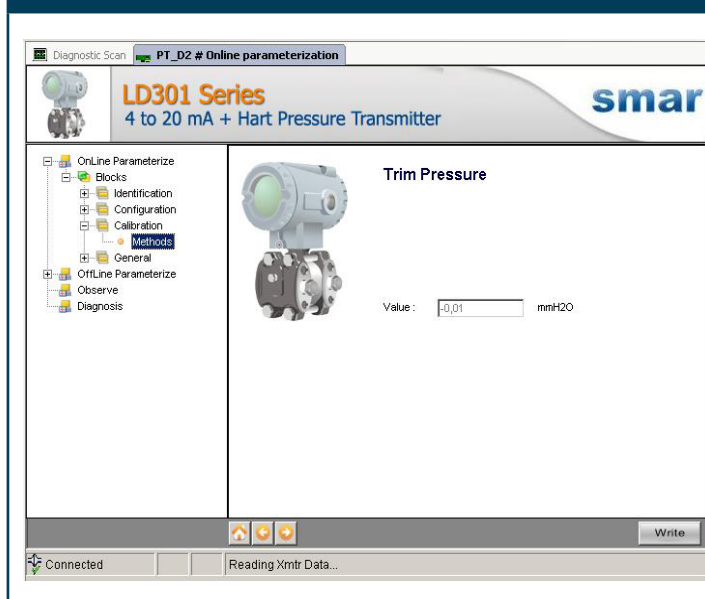 Diagnostic Scan PT_D2 # Online parameterization
LD301 Series
4 to 20 mA + Hart Pressure Transmitter
smar
OnLine Parameterize
Blocks
Identification
Configuration
Calibration
Methods
General
OffLine Parameterize
Observe
Diagnosis
Trim Pressure
Value : -0,01 mmH2O
Write
Connected Reading Xmtr Data...